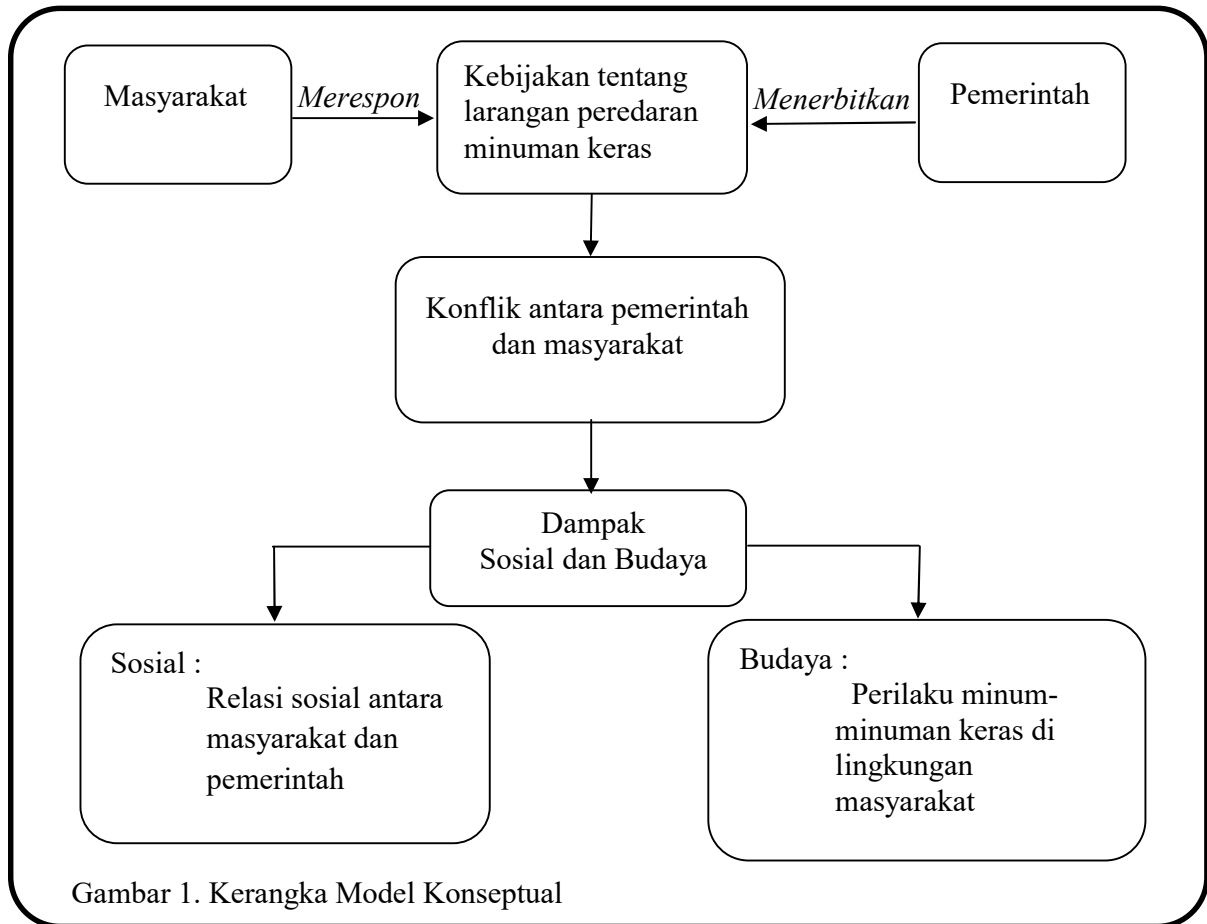 Masyarakat
Merespon
Kebijakan tentang
larangan peredaran
minuman keras
Menerbitkan
Pemerintah
Konflik antara pemerintah
dan masyarakat
Dampak
Sosial dan Budaya
Sosial :
Relasi sosial antara
masyarakat dan
pemerintah
Budaya :
Perilaku minum-
minuman keras di
lingkungan
masyarakat
Gambar 1. Kerangka Model Konseptual